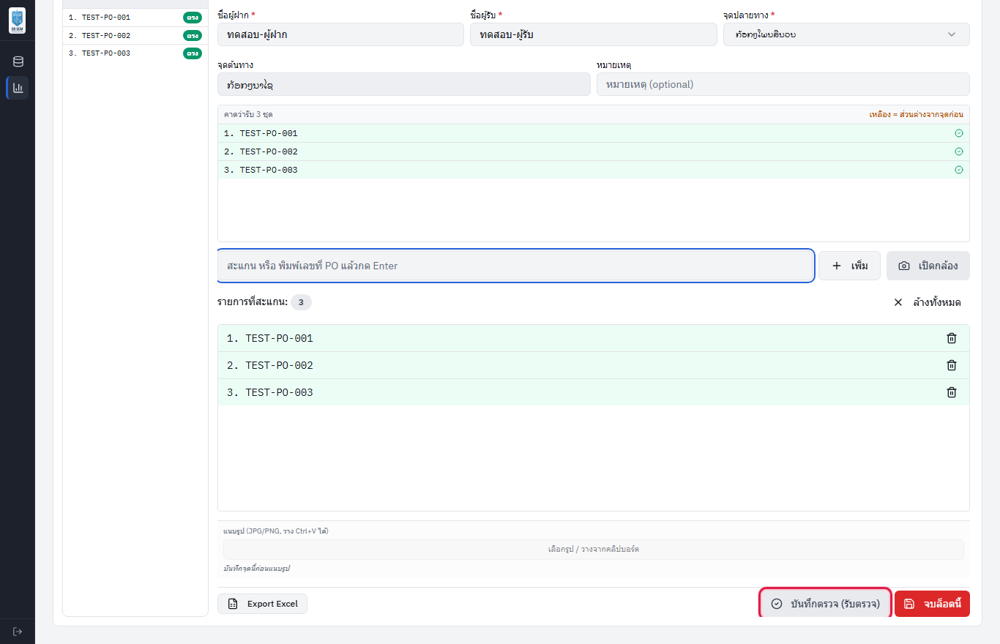 DX SCM
1. TEST-PO-001 ตรง
2. TEST-PO-002 ตรง
3. TEST-PO-003 ตรง
ชื่อผู้ฝาก * ชื่อผู้รับ * จุดปลายทาง *
ทดสอบ-ผู้ฝาก ทดสอบ-ผู้รับ ກ້ອກໆໂພນສີນວນ
จุดต้นทาง หมายเหตุ
ກ້ອກໆນາໄຊ หมายเหตุ (optional)
คาดว่ารับ 3 ชุด เหลือง = ส่วนต่างจากจุดก่อน
1. TEST-PO-001
2. TEST-PO-002
3. TEST-PO-003
สะแกน หรือ พิมพ์เลขที่ PO แล้วกด Enter เพิ่ม เปิดกล้อง
รายการที่สะแกน: 3 ล้างทั้งหมด
1. TEST-PO-001
2. TEST-PO-002
3. TEST-PO-003
แนบรูป (JPG/PNG, วาง Ctrl+V ได้)
เลือกรูป / วางจากคลิปบอร์ด
บันทึกจุดนี้ก่อนแนบรูป
Export Excel บันทึกตรวจ (รับตรวจ) จบล็อตนี้